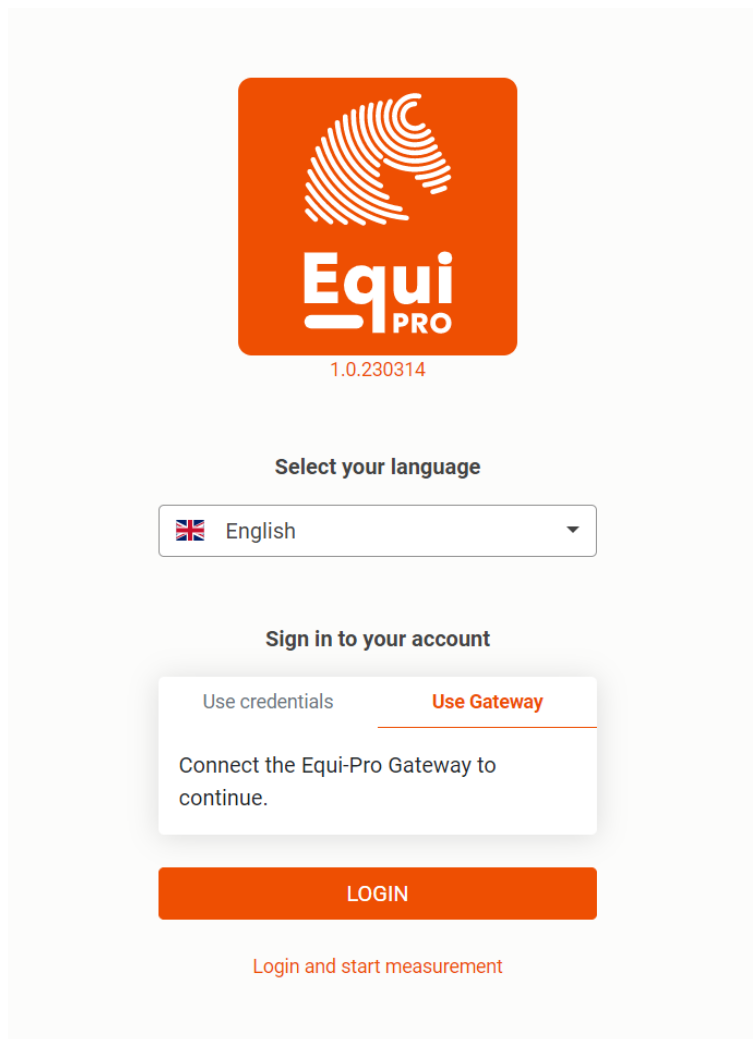 Equi
PRO
1.0.230314
Select your language
English
Sign in to your account
Use credentials
Use Gateway
Connect the Equi-Pro Gateway to
continue.
LOGIN
Login and start measurement